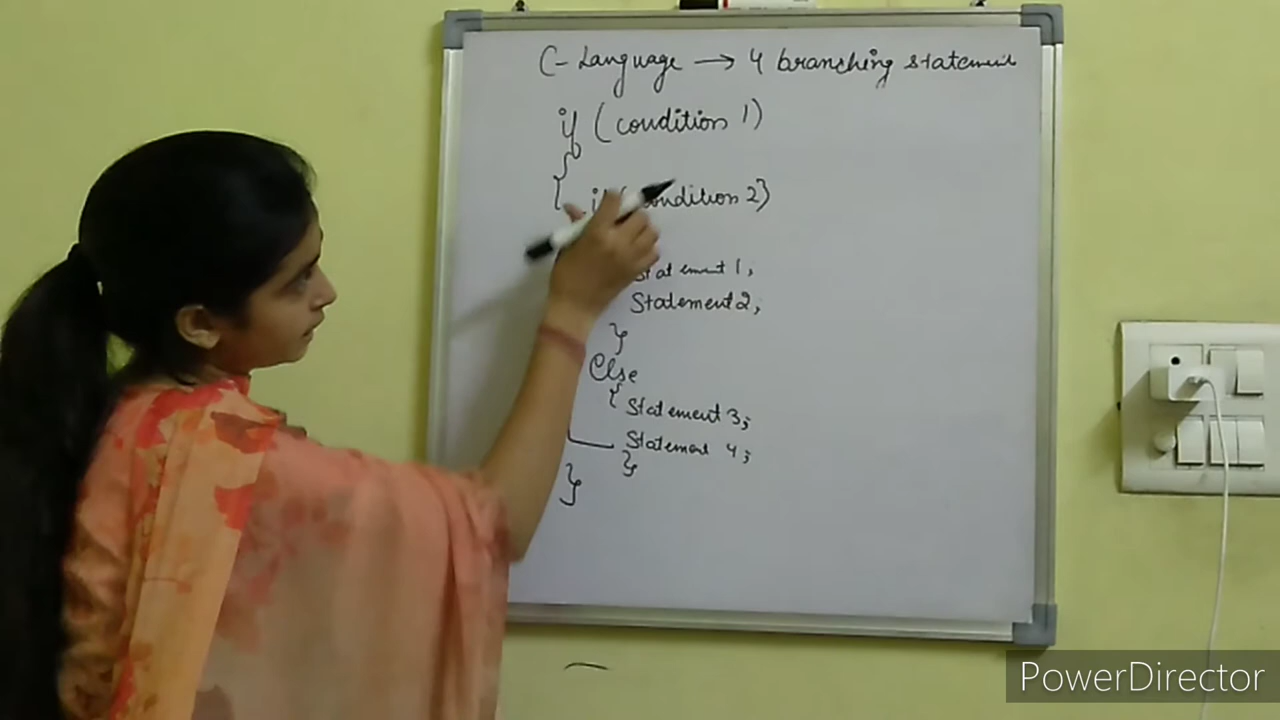 C-Language → 4 branching statement
if (condition 1)
{
if (condition 2}
Statement 1;
Statement 2;
}
Else
{ Statement 3;
Statement 4;
}
}
PowerDirector